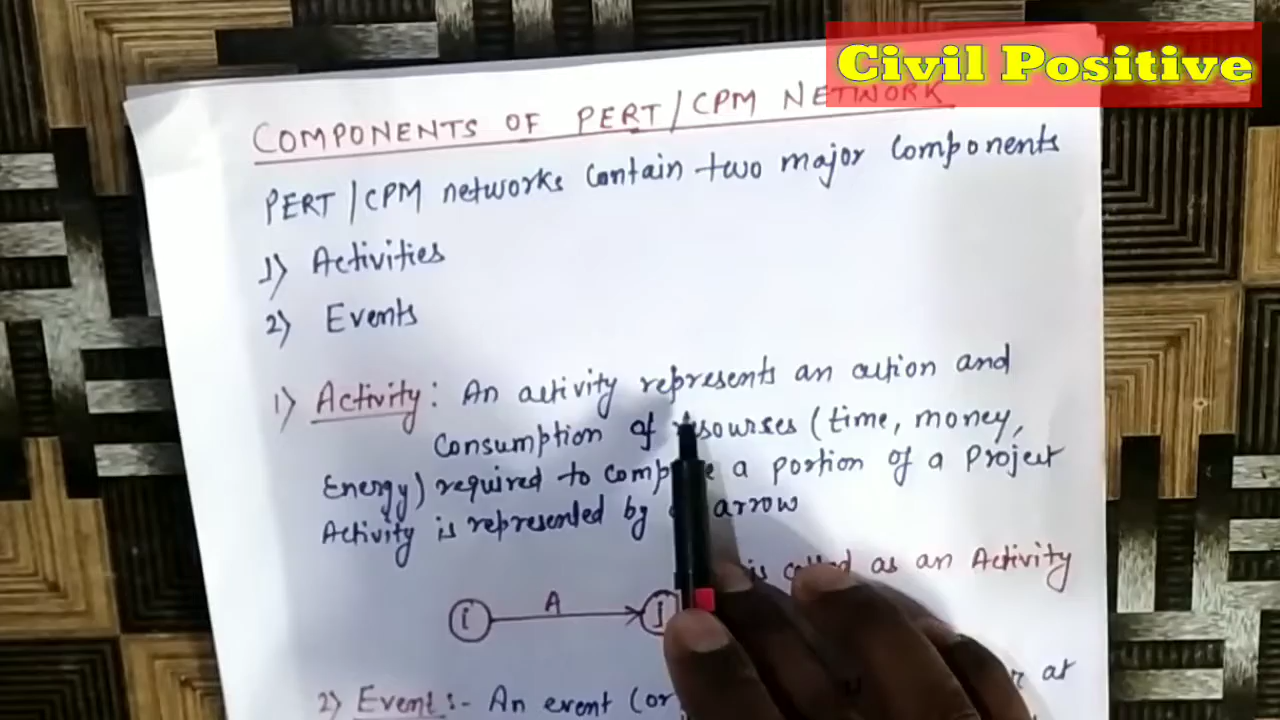 Civil Positive
COMPONENTS OF PERT/CPM NETWORK
PERT/CPM networks contain two major components
1) Activities
2) Events
1) Activity: An activity represents an action and
Consumption of resourses (time, money,
Energy) required to a portion of a project
Activity is represented by arrow
is called as an Activity
A
I
J
2) Event:- An event (or at